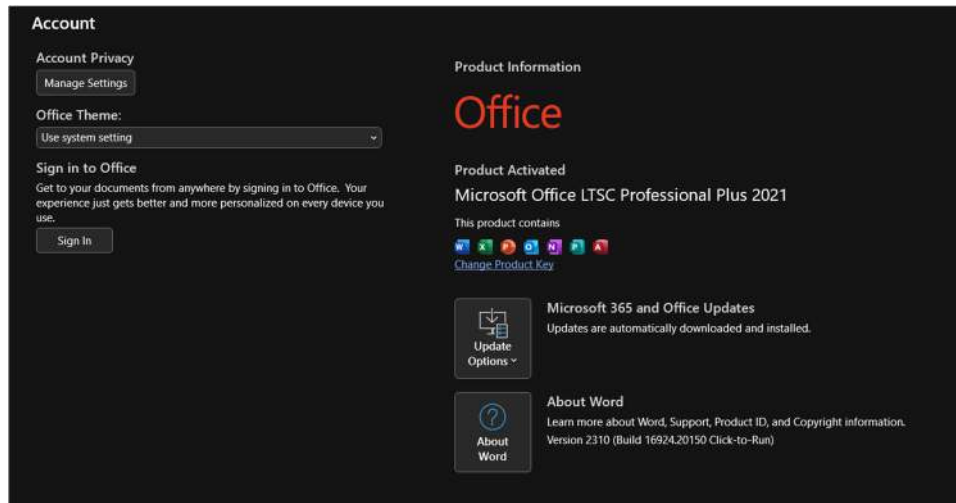 Account
Account Privacy
Manage Settings
Office Theme:
Use system setting
Sign in to Office
Get to your documents from anywhere by signing in to Office.  Your
experience just gets better and more personalized on every device you
use.
Sign In
Product Information
Office
Product Activated
Microsoft Office LTSC Professional Plus 2021
This product contains
W X P O N P A
Change Product Key
Update
Options
Microsoft 365 and Office Updates
Updates are automatically downloaded and installed.
About
Word
About Word
Learn more about Word, Support, Product ID, and Copyright information.
Version 2310 (Build 16924.20150 Click-to-Run)